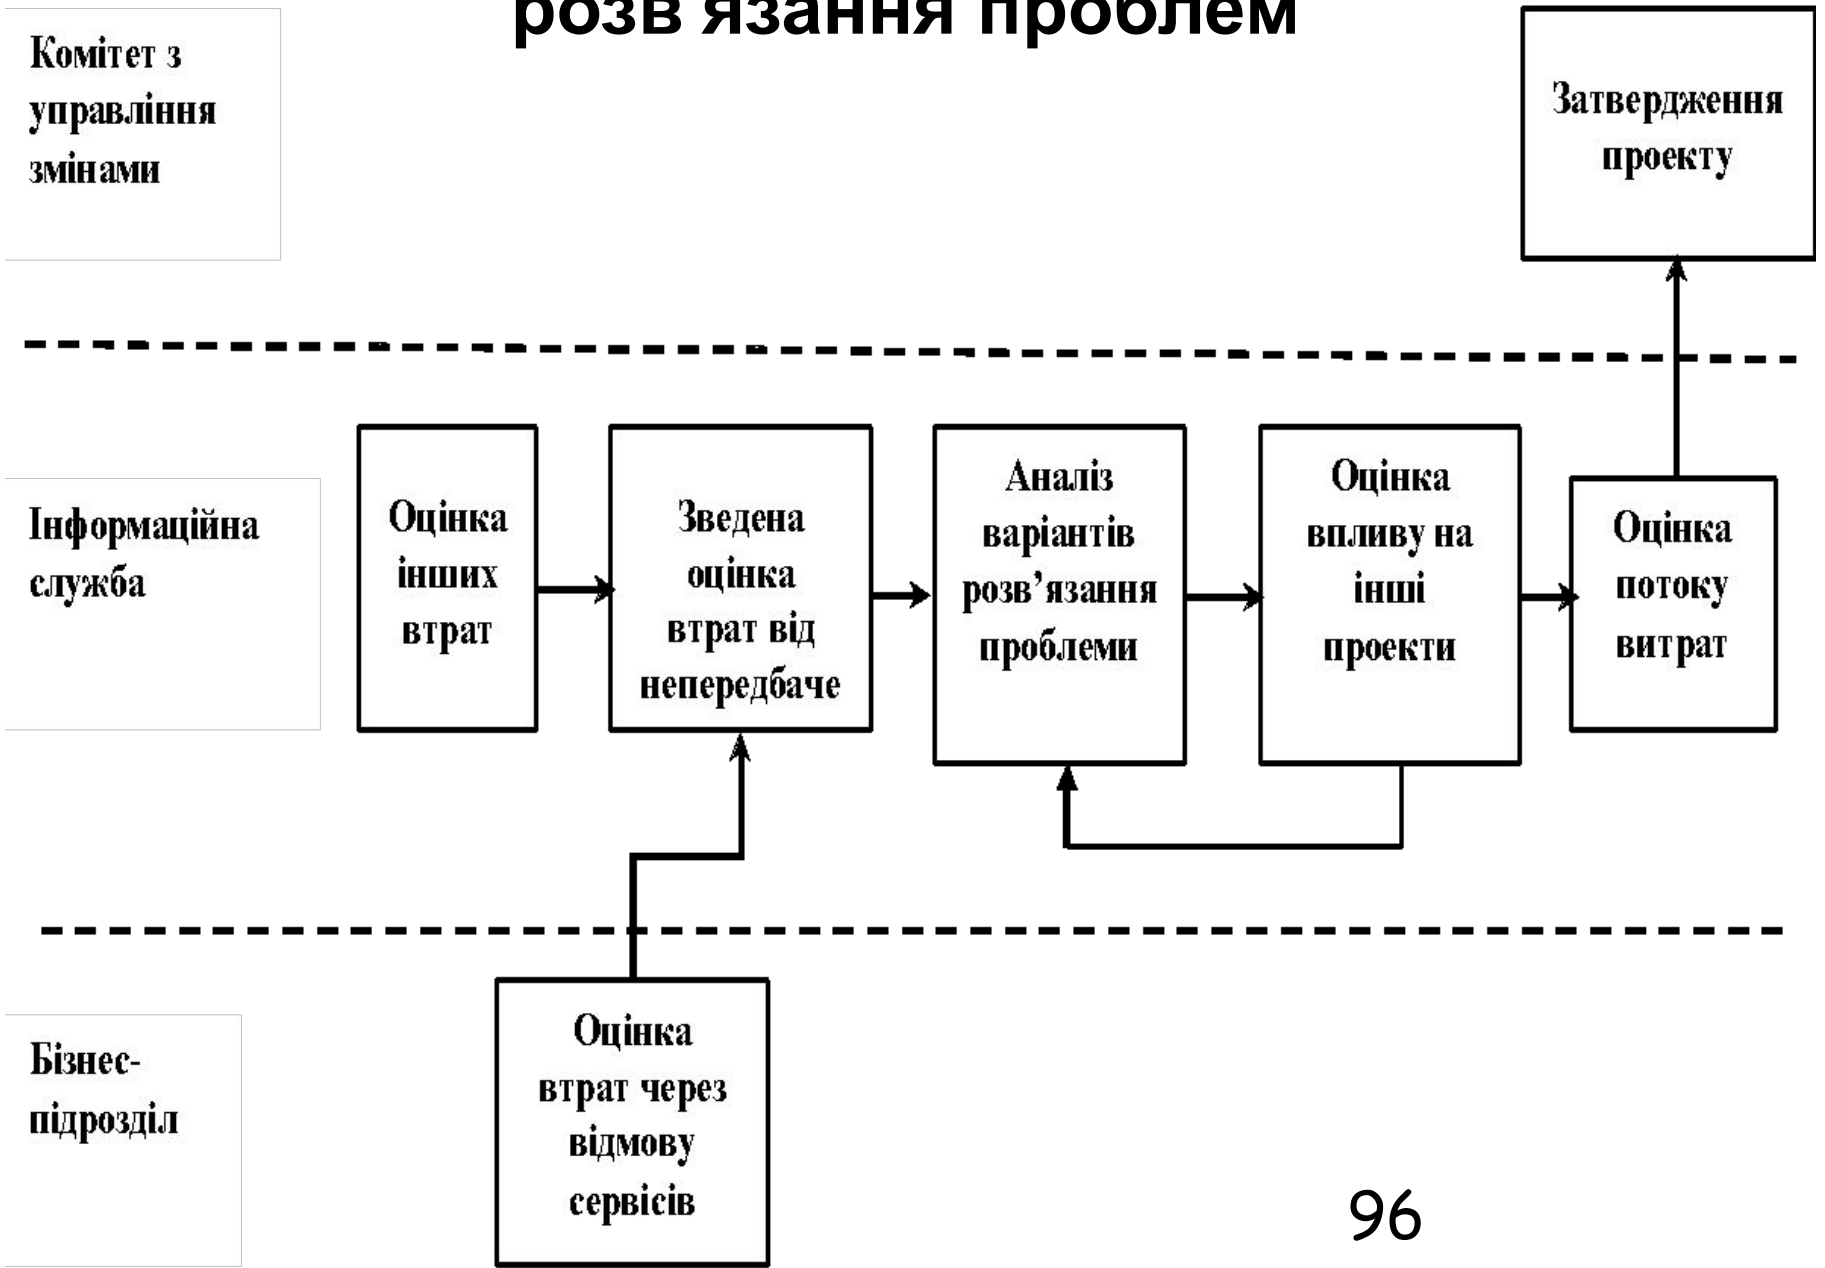 розв'язання проблем
Комітет з
управління
змінами
Затвердження
проекту
Інформаційна
служба
Оцінка
інших
втрат
Зведена
оцінка
втрат від
непередбаче
Аналіз
варіантів
розв’язання
проблеми
Оцінка
впливу на
інші
проекти
Оцінка
потоку
витрат
Бізнес-
підрозділ
Оцінка
втрат через
відмову
сервісів
96